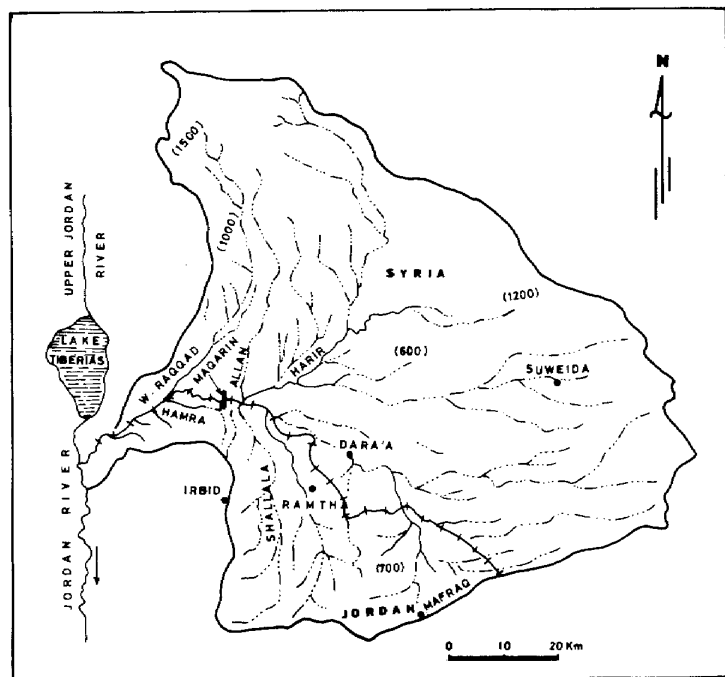 N
(1500)
(1000)
UPPER JORDAN
RIVER
SYRIA
(1200)
LAKE
TIBERIAS
W. RAQQAD
MAQARIN
ALLAN
HARIR
(600)
SUWEIDA
HAMRA
DARA'A
IRBID
SHALLALA
RAMTHA
JORDAN RIVER
(700)
JORDAN
MAFRAQ
0 10 20 Km